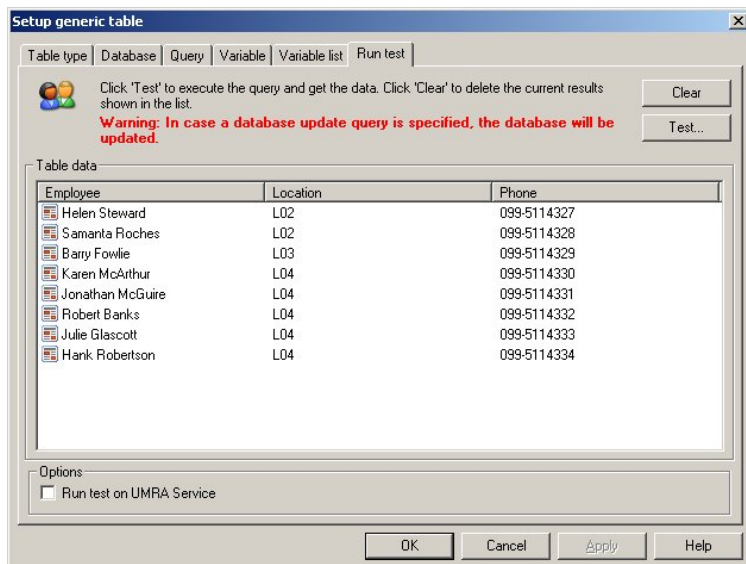 Setup generic table
Table type Database Query Variable Variable list Run test
Click 'Test' to execute the query and get the data. Click 'Clear' to delete the current results
shown in the list.
Warning: In case a database update query is specified, the database will be
updated.
Clear
Test...
Table data
Employee Location Phone
Helen Steward L02 099-5114327
Samanta Roches L02 099-5114328
Barry Fowlie L03 099-5114329
Karen McArthur L04 099-5114330
Jonathan McGuire L04 099-5114331
Robert Banks L04 099-5114332
Julie Glascott L04 099-5114333
Hank Robertson L04 099-5114334
Options
Run test on UMRA Service
OK Cancel Apply Help